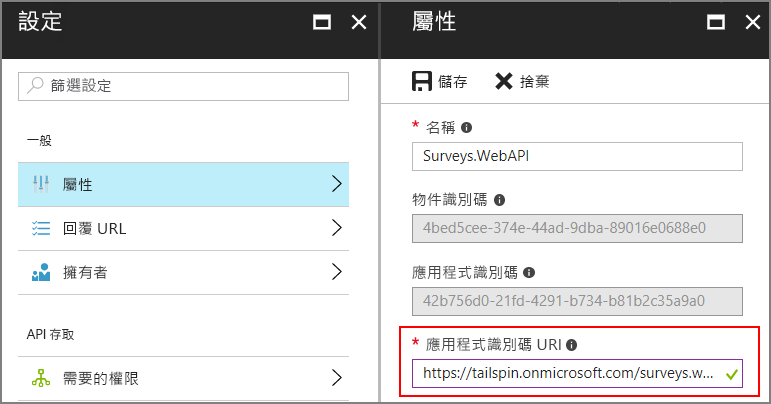 設定
篩選設定
一般
屬性
回覆 URL
擁有者
API 存取
需要的權限
屬性
儲存
捨棄
* 名稱
Surveys.WebAPI
物件識別碼
4bed5cee-374e-44ad-9dba-89016e0688e0
應用程式識別碼
42b756d0-21fd-4291-b734-b81b2c35a9a0
* 應用程式識別碼 URI
https://tailspin.onmicrosoft.com/surveys.w...